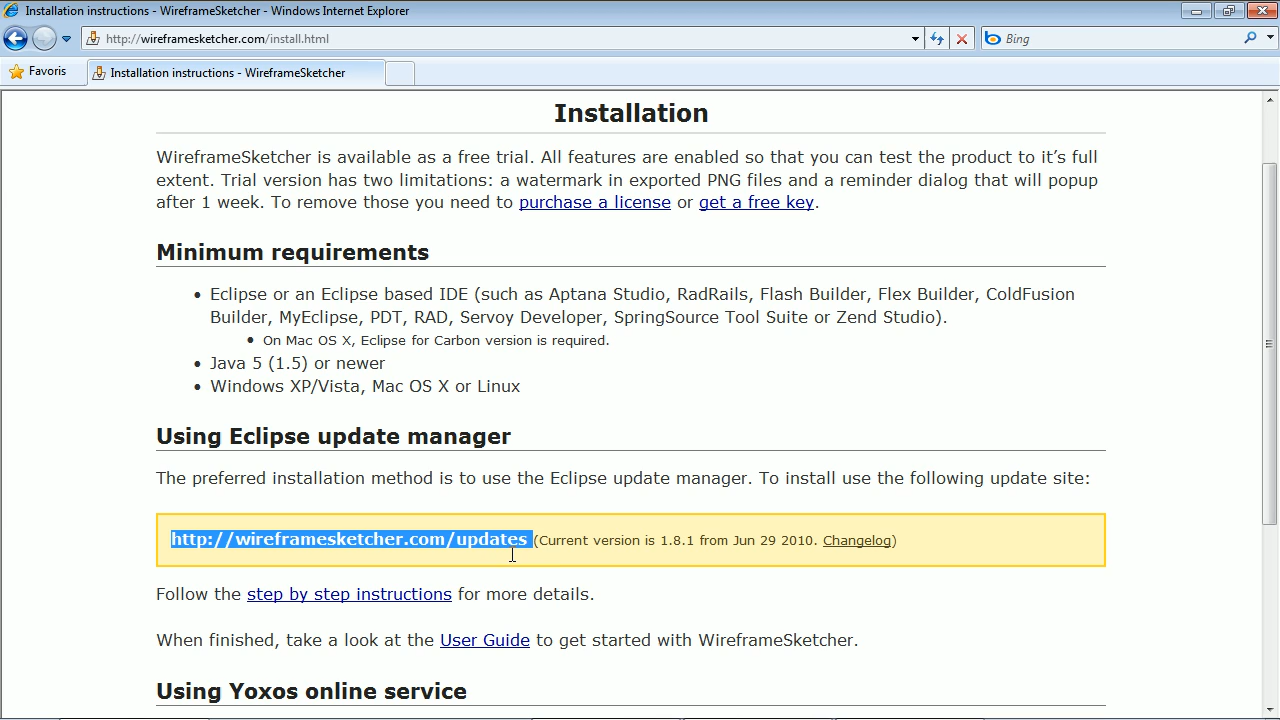 Installation instructions - WireframeSketcher - Windows Internet Explorer
http://wireframesketcher.com/install.html
Bing
Favoris
Installation instructions - WireframeSketcher
Installation
WireframeSketcher is available as a free trial. All features are enabled so that you can test the product to it’s full
extent. Trial version has two limitations: a watermark in exported PNG files and a reminder dialog that will popup
after 1 week. To remove those you need to purchase a license or get a free key.
Minimum requirements
• Eclipse or an Eclipse based IDE (such as Aptana Studio, RadRails, Flash Builder, Flex Builder, ColdFusion
Builder, MyEclipse, PDT, RAD, Servoy Developer, SpringSource Tool Suite or Zend Studio).
• On Mac OS X, Eclipse for Carbon version is required.
• Java 5 (1.5) or newer
• Windows XP/Vista, Mac OS X or Linux
Using Eclipse update manager
The preferred installation method is to use the Eclipse update manager. To install use the following update site:
http://wireframesketcher.com/updates (Current version is 1.8.1 from Jun 29 2010. Changelog)
Follow the step by step instructions for more details.
When finished, take a look at the User Guide to get started with WireframeSketcher.
Using Yoxos online service